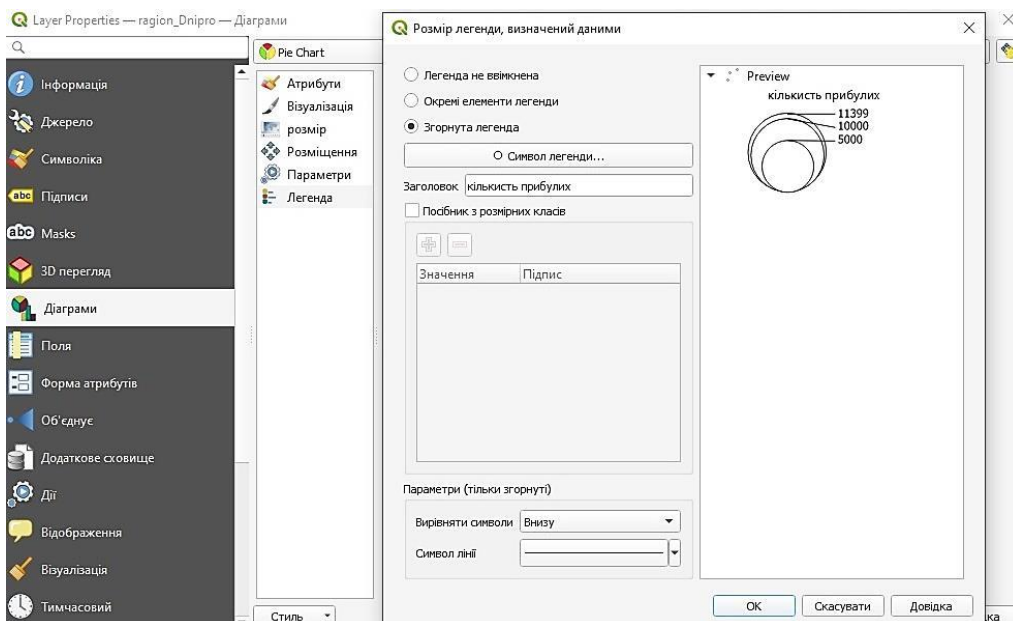 Layer Properties — ragion_Dnipro — Діаграми
Інформація
Джерело
Символіка
abc Підписи
abc Masks
3D перегляд
Діаграми
Поля
Форма атрибутів
Об'єднує
Додаткове сховище
Дії
Відображення
Візуалізація
Тимчасовий
Pie Chart
Атрибути
Візуалізація
розмір
Розміщення
Параметри
Легенда
Стиль
Розмір легенди, визначений даними
Легенда не ввімкнена
Окремі елементи легенди
Згорнута легенда
Символ легенди...
Заголовок кількість прибулих
Посібник з розмірних класів
Значення Підпис
Параметри (тільки згорнуті)
Вирівняти символи Внизу
Символ лінії
Preview
кількість прибулих
11399
10000
5000
OK Скасувати Довідка